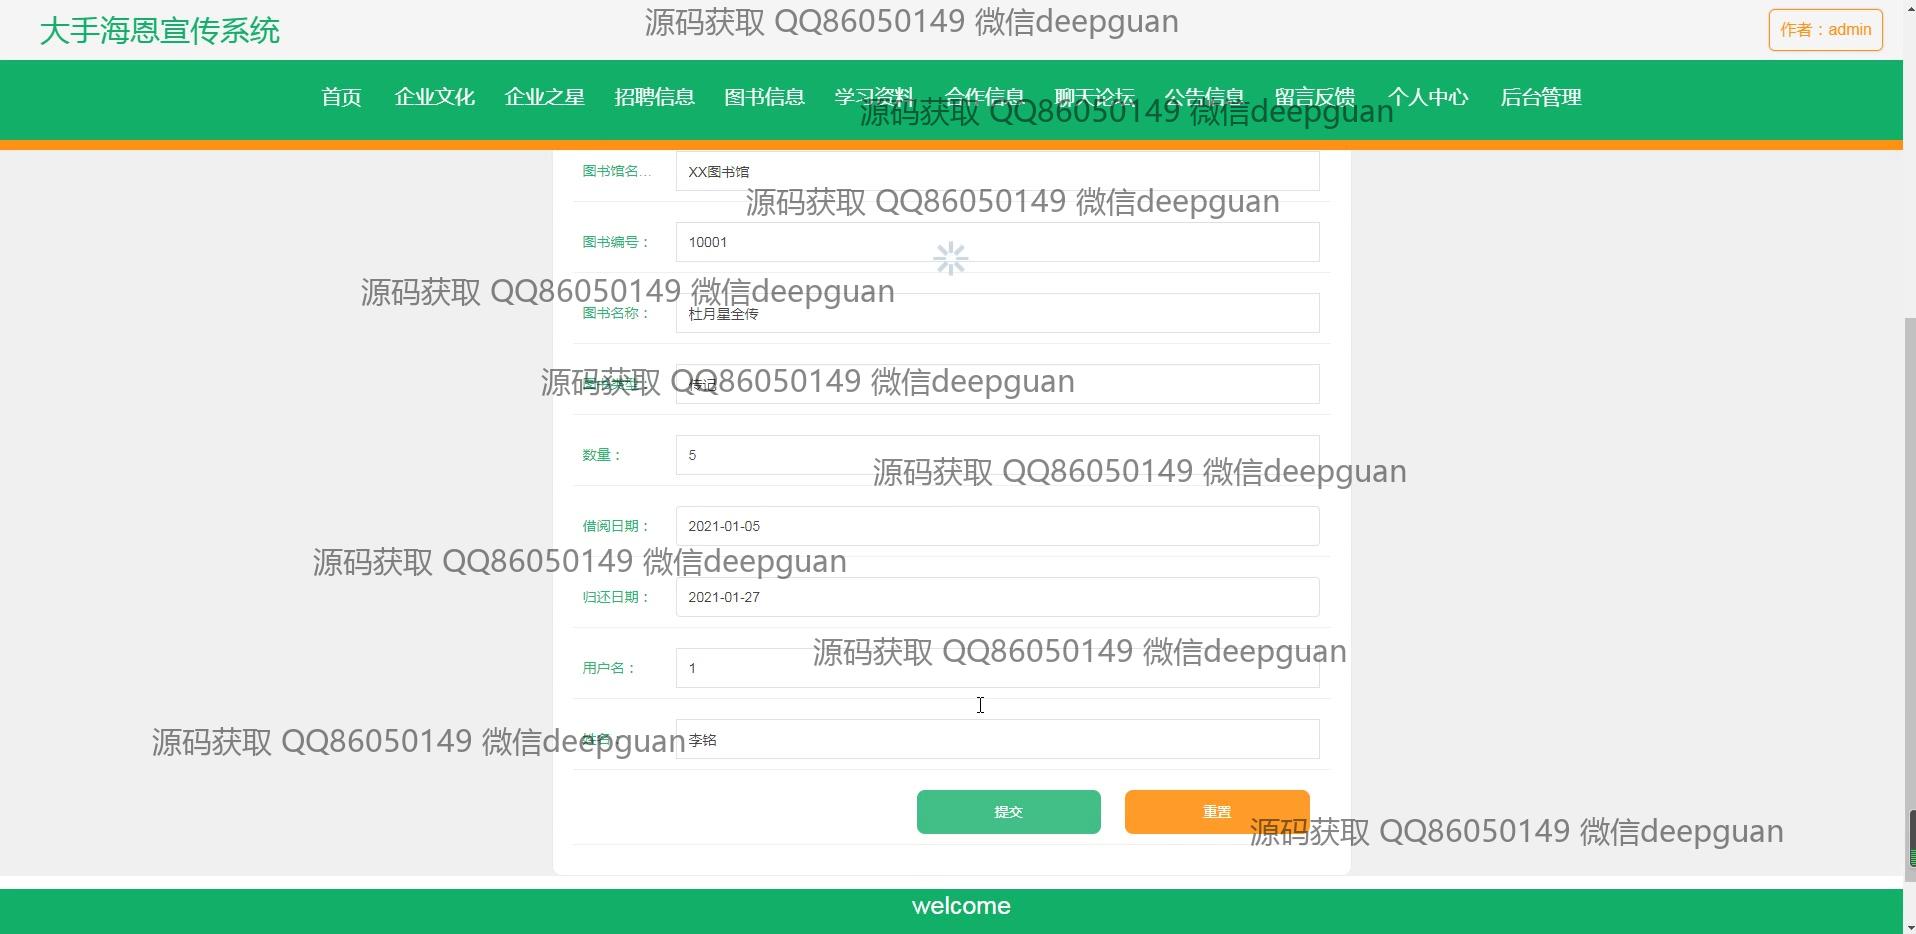 大手海恩宣传系统
源码获取 QQ86050149 微信deepguan
作者：admin
首页 企业文化 企业之星 招聘信息 图书信息 学习资料 合作信息 聊天论坛 公告信息 留言反馈 个人中心 后台管理
源码获取 QQ86050149 微信deepguan
图书馆名... XX图书馆
源码获取 QQ86050149 微信deepguan
图书编号： 10001
源码获取 QQ86050149 微信deepguan
图书名称： 杜月星全传
图书类型： 传记
源码获取 QQ86050149 微信deepguan
数量： 5
源码获取 QQ86050149 微信deepguan
借阅日期： 2021-01-05
源码获取 QQ86050149 微信deepguan
归还日期： 2021-01-27
源码获取 QQ86050149 微信deepguan
用户名： 1
姓名： 李铭
源码获取 QQ86050149 微信deepguan
提交 重置
源码获取 QQ86050149 微信deepguan
welcome